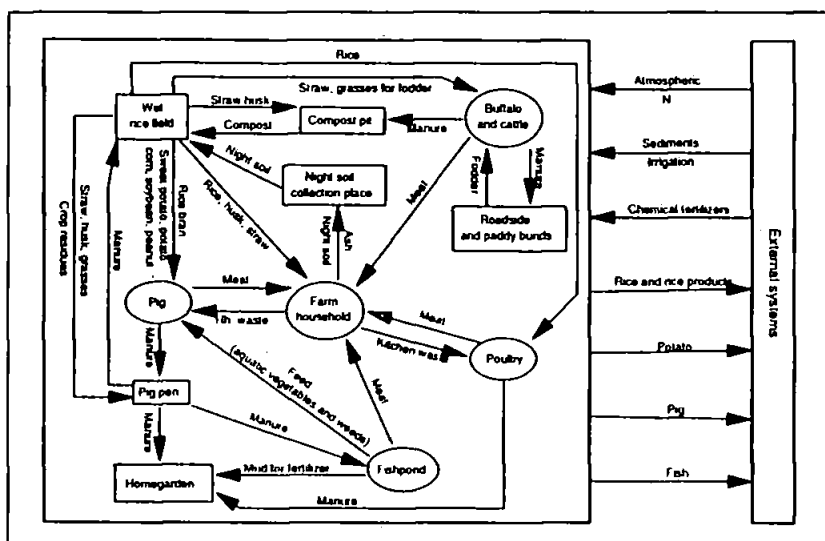 Rice
Straw, grasses for fodder
Wet
rice field
Straw husk
Compost
Compost pit
Manure
Buffalo
and cattle
Night soil
Night soil
collection place
Fodder
Manure
Roadside
and paddy bunds
Meat
Rice, husk, straw
Ash
Night soil
Rice bran
Sweet potato, potato
corn, soybean, peanut
Manure
Straw, husk, grasses
Crop residues
Pig
Meat
waste
Farm
household
Meat
Kitchen waste
Poultry
Manure
Feed
(aquatic vegetables and weeds)
Meat
Pig pen
Manure
Manure
Fishpond
Mud for fertilizer
Homegarden
Manure
Atmospheric
N
Sediments
Irrigation
Chemical fertilizers
Rice and rice products
Potato
Pig
Fish
External systems